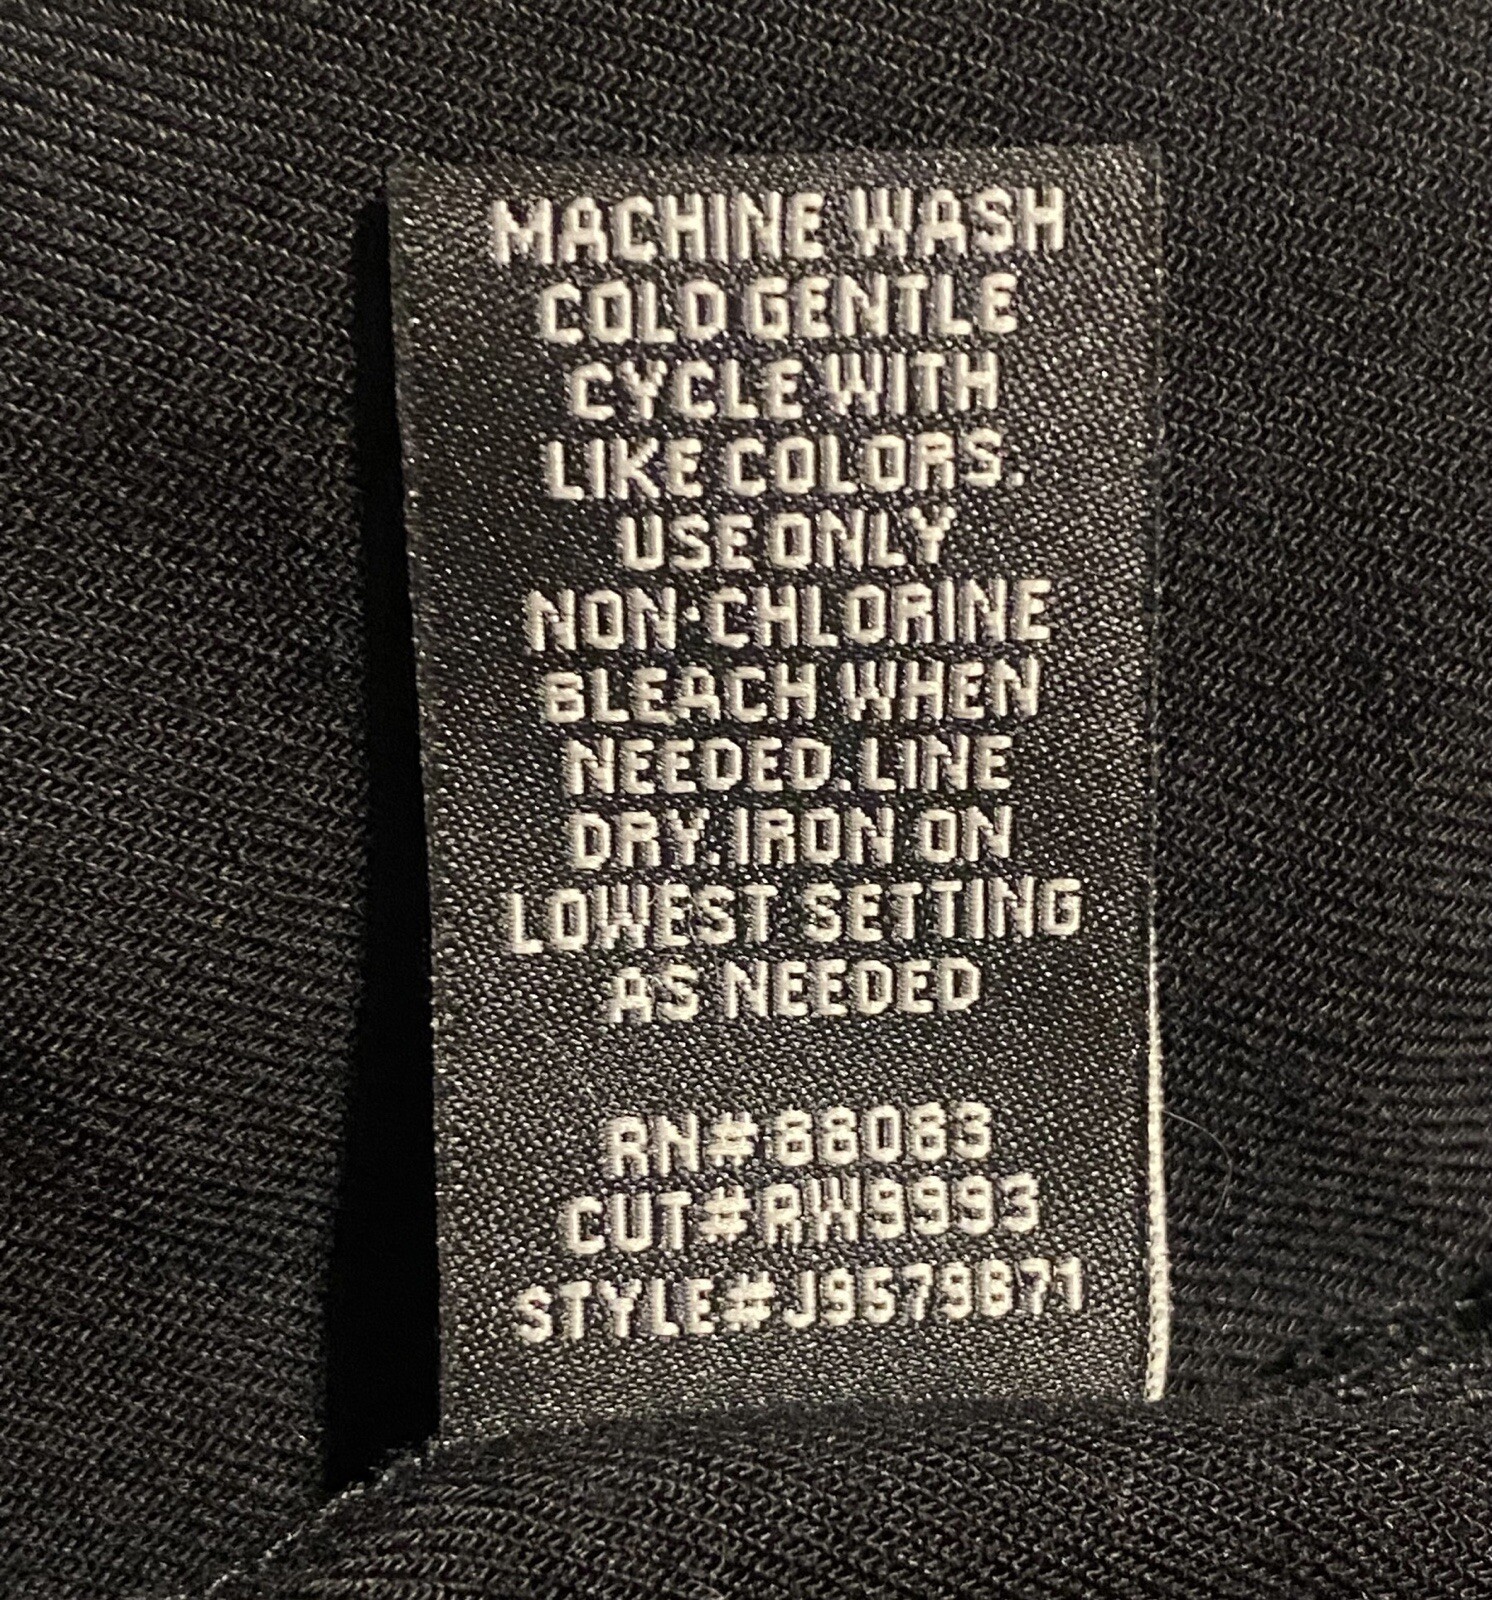 MACHINE WASH
COLD GENTLE
CYCLE WITH
LIKE COLORS.
USE ONLY
NON-CHLORINE
BLEACH WHEN
NEEDED. LINE
DRY. IRON ON
LOWEST SETTING
AS NEEDED
RN# 88083
CUT# RW9993
STYLE# J9579871